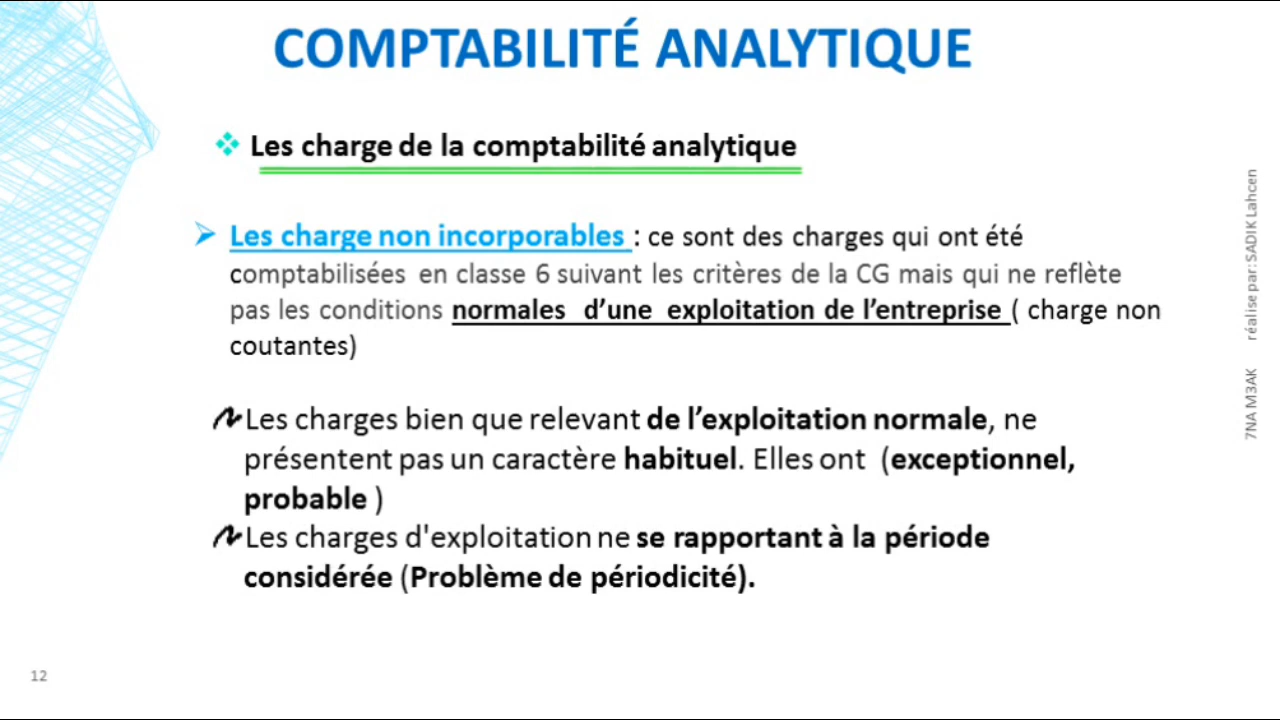 COMPTABILITÉ ANALYTIQUE
Les charge de la comptabilité analytique
Les charge non incorporables : ce sont des charges qui ont été
comptabilisées en classe 6 suivant les critères de la CG mais qui ne reflète
pas les conditions normales d’une exploitation de l’entreprise ( charge non
coutantes)
Les charges bien que relevant de l’exploitation normale, ne
présentent pas un caractère habituel. Elles ont (exceptionnel,
probable )
Les charges d'exploitation ne se rapportant à la période
considérée (Problème de périodicité).
7NA M3AK réalise par: SADIK Lahcen
12